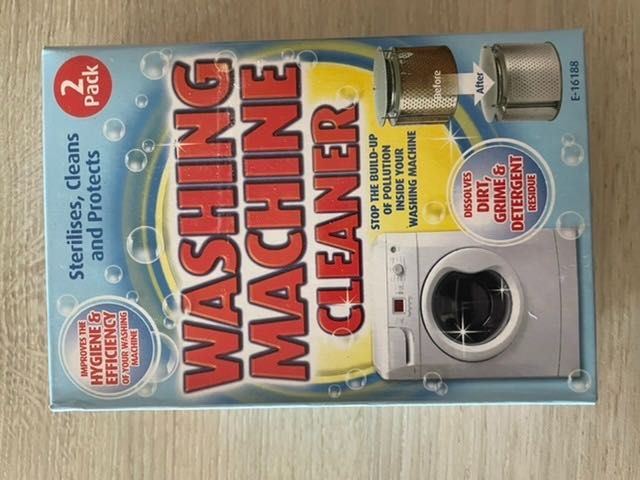 2
Pack
Sterilises, Cleans
and Protects
IMPROVES THE
HYGIENE &
EFFICIENCY
OF YOUR WASHING
MACHINE
WASHING
MACHINE
CLEANER
STOP THE BUILD-UP
OF POLLUTION
INSIDE YOUR
WASHING MACHINE
Before
After
DISSOLVES
DIRT,
GRIME &
DETERGENT
RESIDUE
E-16188